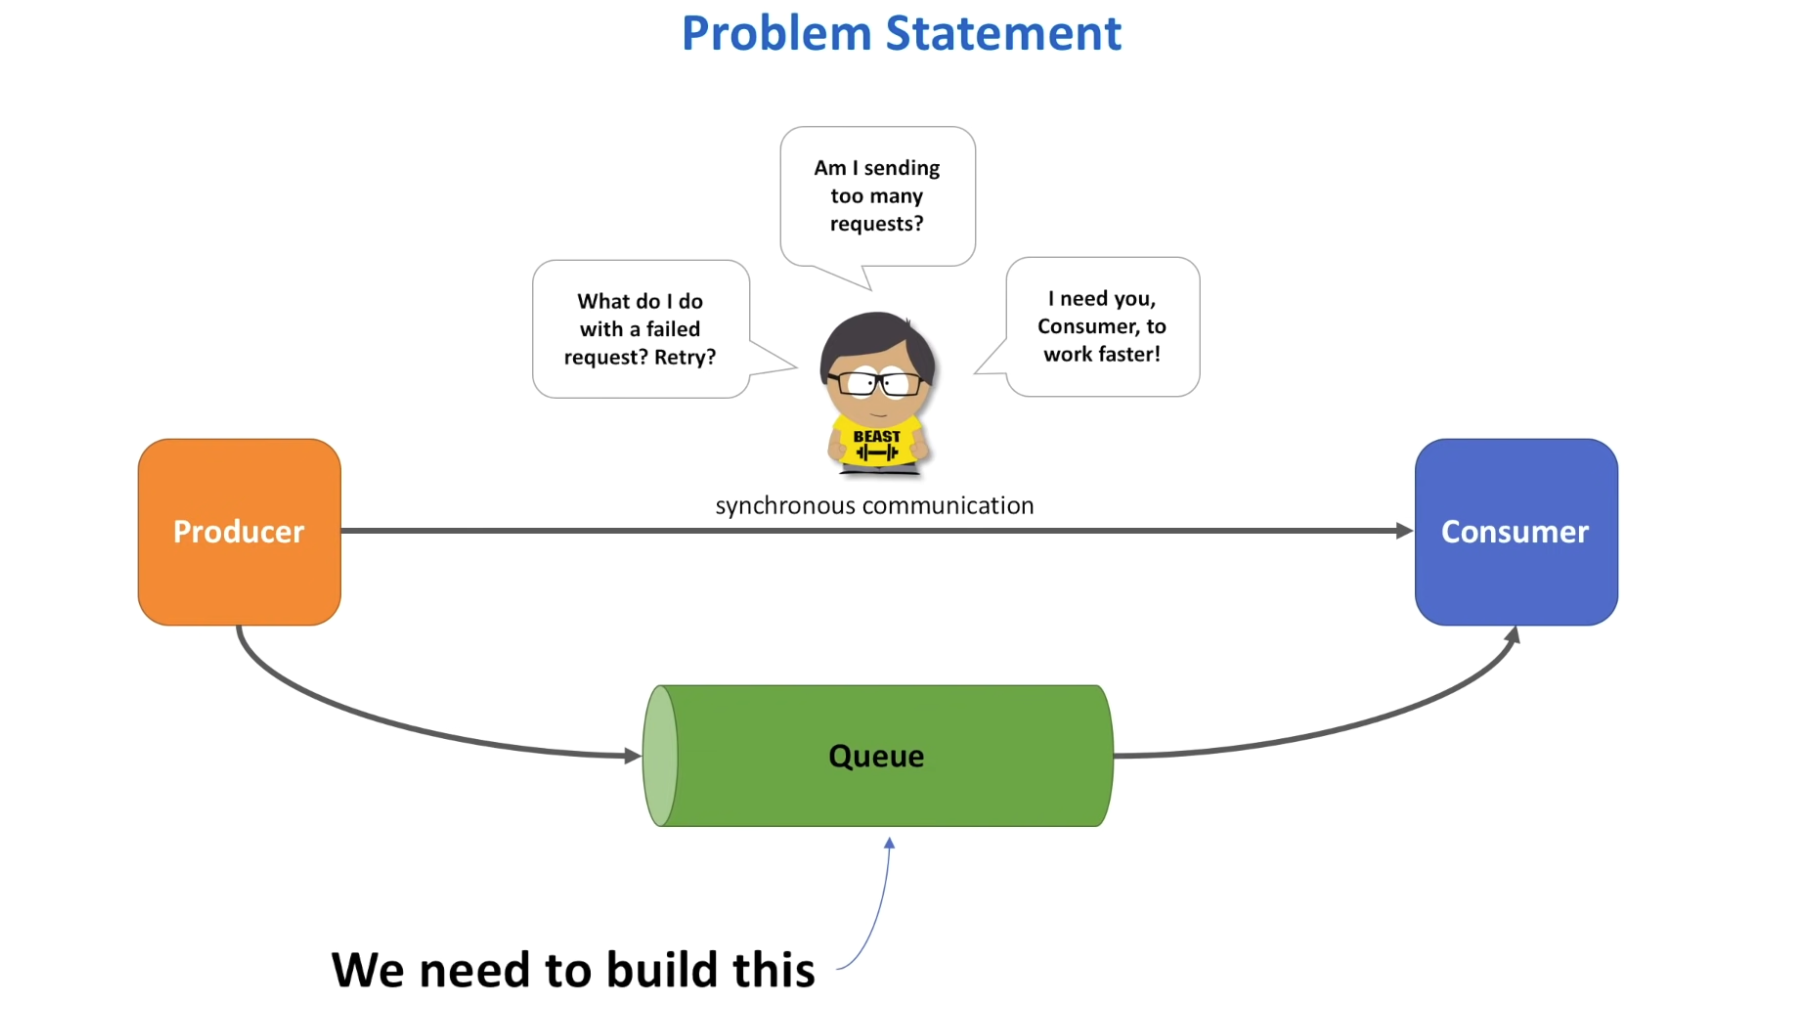 Problem Statement
Am I sending
too many
requests?
What do I do
with a failed
request? Retry?
I need you,
Consumer, to
work faster!
BEAST
synchronous communication
Producer
Consumer
Queue
We need to build this